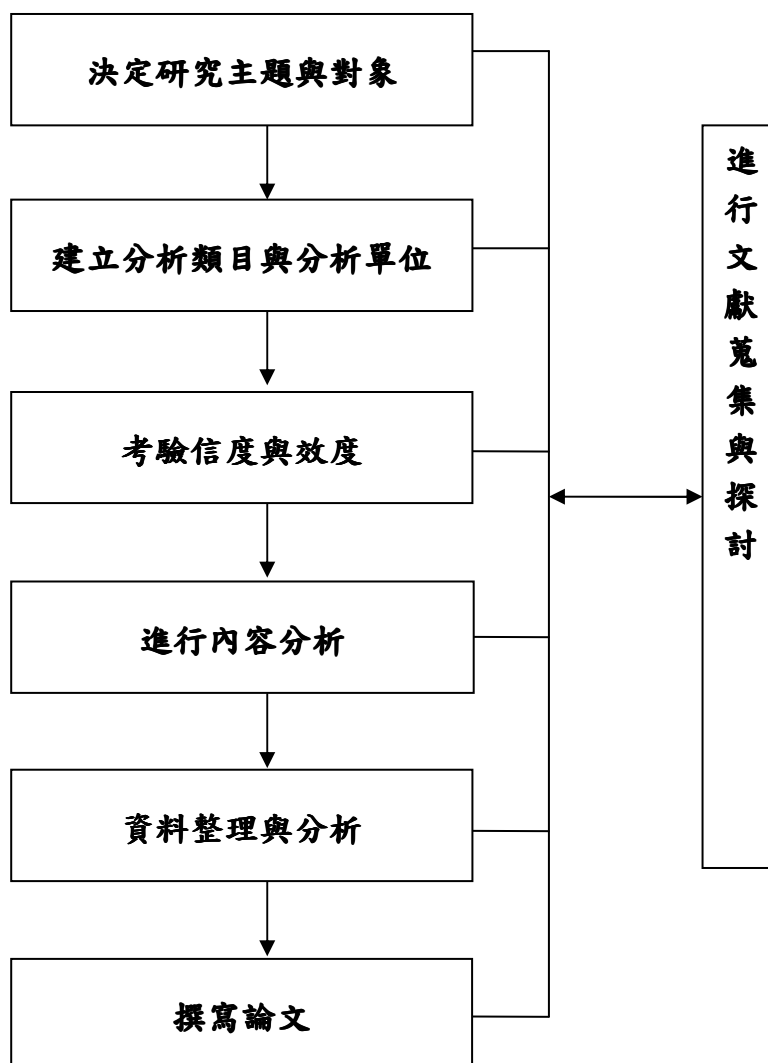 決定研究主題與對象
建立分析類目與分析單位
考驗信度與效度
進行內容分析
資料整理與分析
撰寫論文
進行文獻蒐集與探討